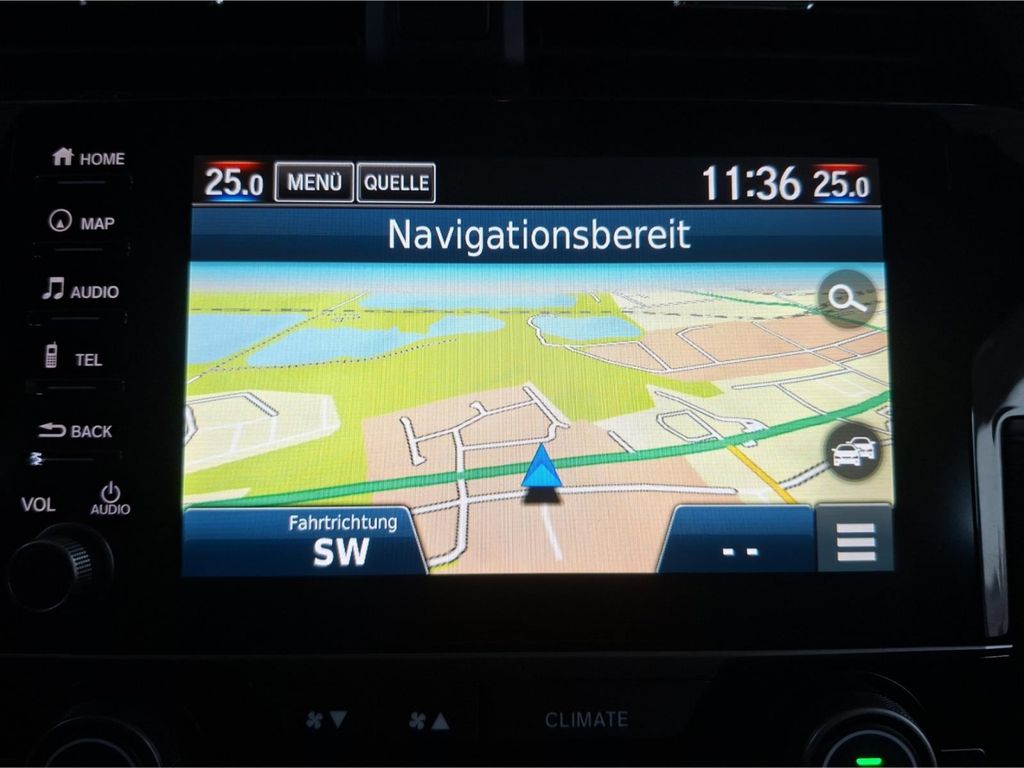 HOME
MAP
AUDIO
TEL
BACK
VOL
AUDIO
25.0 MENÜ QUELLE 11:36 25.0
Navigationsbereit
Fahrtrichtung
SW
--
CLIMATE